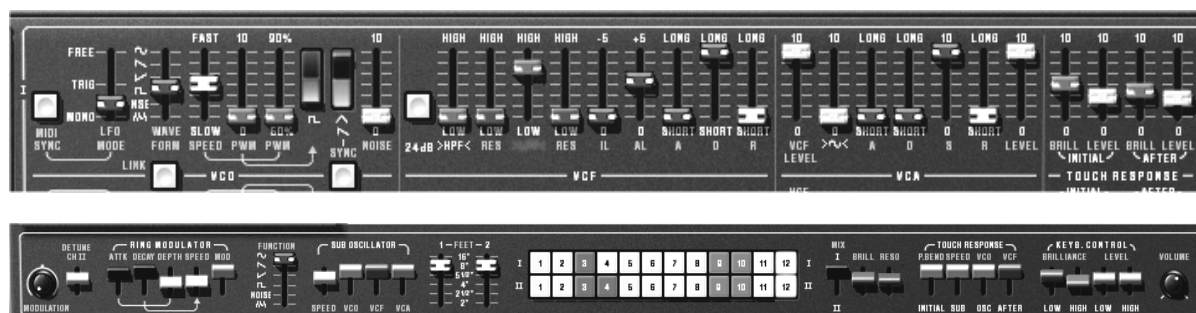 FAST 10 90% 10 HIGH HIGH HIGH HIGH -5 +5 LONG LONG LONG 10 10 LONG LONG 10 LONG 10 10 10 10 10
FREE
TRIG
I
MONO NSE
LOW LOW LOW 0 0 SHORT SHORT SHORT 0 0 SHORT SHORT 0 SHORT 0 0 0 0 0
MIDI LFO WAVE SLOW 0 50% 0
SYNC MODE FORM SPEED PWM PWM SYNC NOISE 24dB >HPF< RES LOW RES IL AL A D R VCF LEVEL A D S R LEVEL BRILL LEVEL BRILL LEVEL
INITIAL AFTER
LINK VCO VCF VCA TOUCH RESPONSE
VCF INITIAL AFTER
DETUNE RING MODULATOR FUNCTION SUB OSCILLATOR 1 - FEET - 2 MIX TOUCH RESPONSE KEYB. CONTROL
CH II ATTK DECAY DEPTH SPEED MOD 16' I BRILL RESO P.BEND SPEED VCO VCF BRILLIANCE LEVEL VOLUME
8'
5 1/2'
I 1 2 3 4 5 6 7 8 9 10 11 12 I
4'
NOISE 2 1/2'
II 1 2 3 4 5 6 7 8 9 10 11 12 II
2'
MODULATION SPEED VCO VCF VCA II INITIAL SUB OSC AFTER LOW HIGH LOW HIGH